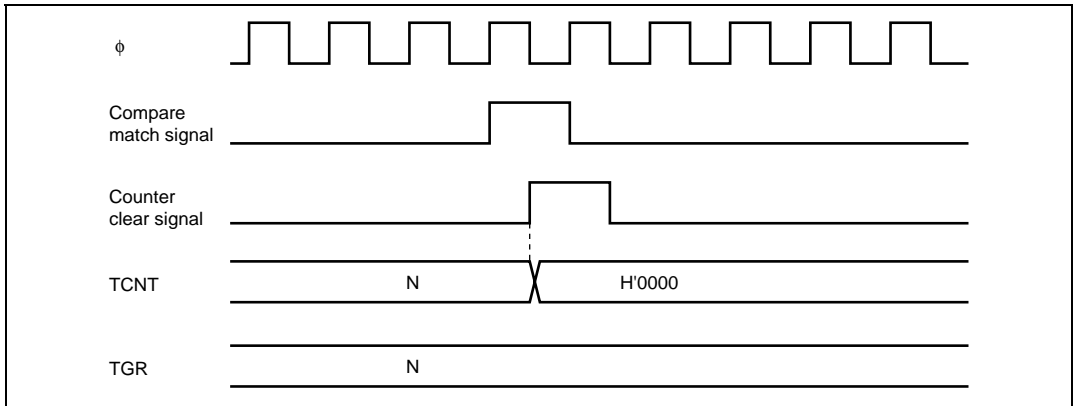 ϕ
Compare
match signal
Counter
clear signal
TCNT
N
H'0000
TGR
N